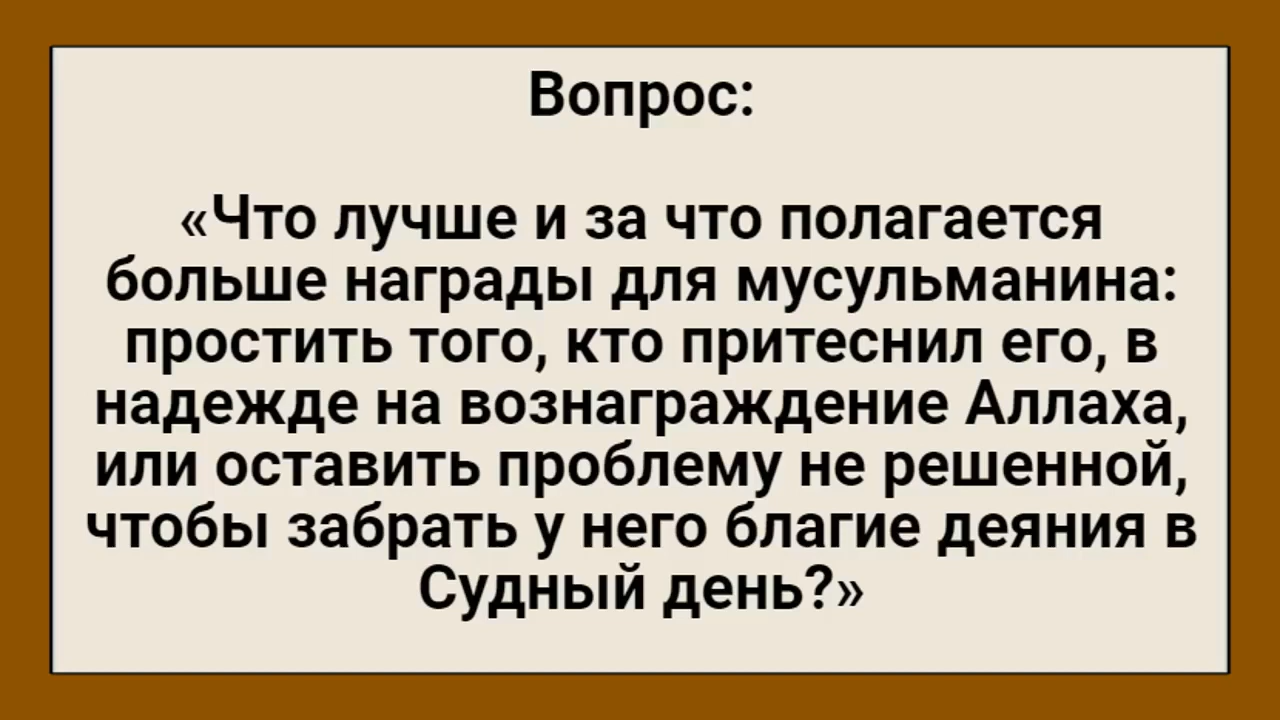 Вопрос:
«Что лучше и за что полагается
больше награды для мусульманина:
простить того, кто притеснил его, в
надежде на вознаграждение Аллаха,
или оставить проблему не решенной,
чтобы забрать у него благие деяния в
Судный день?»